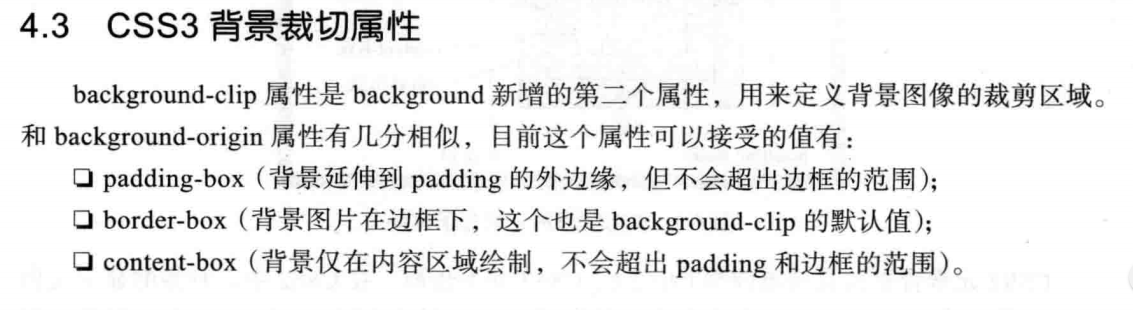 4.3 CSS3 背景裁切属性
background-clip 属性是 background 新增的第二个属性，用来定义背景图像的裁剪区域。
和 background-origin 属性有几分相似，目前这个属性可以接受的值有：
❑ padding-box（背景延伸到 padding 的外边缘，但不会超出边框的范围）；
❑ border-box（背景图片在边框下，这个也是 background-clip 的默认值）；
❑ content-box（背景仅在内容区域绘制，不会超出 padding 和边框的范围）。